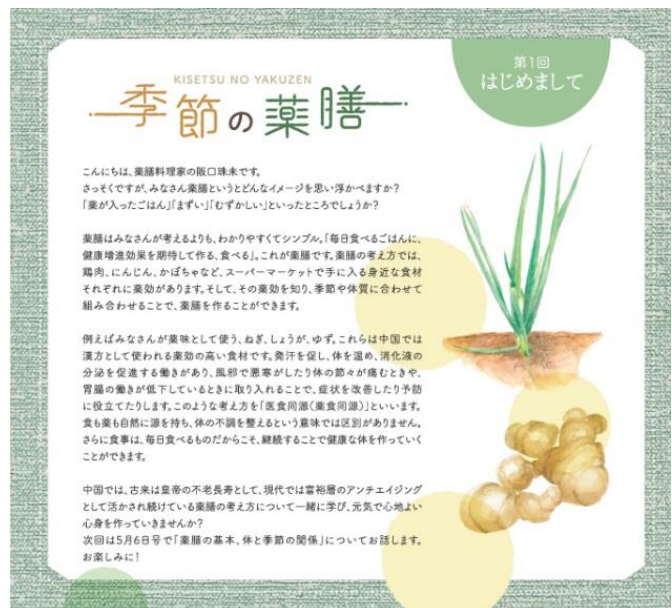 KISETSU NO YAKUZEN
季節の薬膳
第1回
はじめまして
こんにちは、薬膳料理家の阪口珠未です。
さっそくですが、みなさん薬膳というとどんなイメージを思い浮かべますか?
「薬が入ったごはん」「まずい」「むずかしい」といったところでしょうか?
薬膳はみなさんが考えるよりも、わかりやすくてシンプル。「毎日食べるごはんに、
健康増進効果を期待して作る、食べる」。これが薬膳です。薬膳の考え方では、
鶏肉、にんじん、かぼちゃなど、スーパーマーケットで手に入る身近な食材
それぞれに薬効があります。そして、その薬効を知り、季節や体質に合わせて
組み合わせることで、薬膳を作ることができます。
例えばみなさんが薬味として使う、ねぎ、しょうが、ゆず。これらは中国では
漢方として使われる薬効の高い食材です。発汗を促し、体を温め、消化液の
分泌を促進する働きがあり、風邪で悪寒がしたり体の節々が痛むときや、
胃腸の働きが低下しているときに取り入れることで、症状を改善したり予防
に役立てたりします。このような考え方を「医食同源(薬食同源)」といいます。
食も薬も自然に源を持ち、体の不調を整えるという意味では区別がありません。
さらに食事は、毎日食べるものだからこそ、継続することで健康な体を作っていく
ことができます。
中国では、古来は皇帝の不老長寿として、現代では富裕層のアンチエイジング
として活かされ続けている薬膳の考え方について一緒に学び、元気で心地よい
心身を作っていきませんか?
次回は5月6日号で「薬膳の基本、体と季節の関係」についてお話します。
お楽しみに!